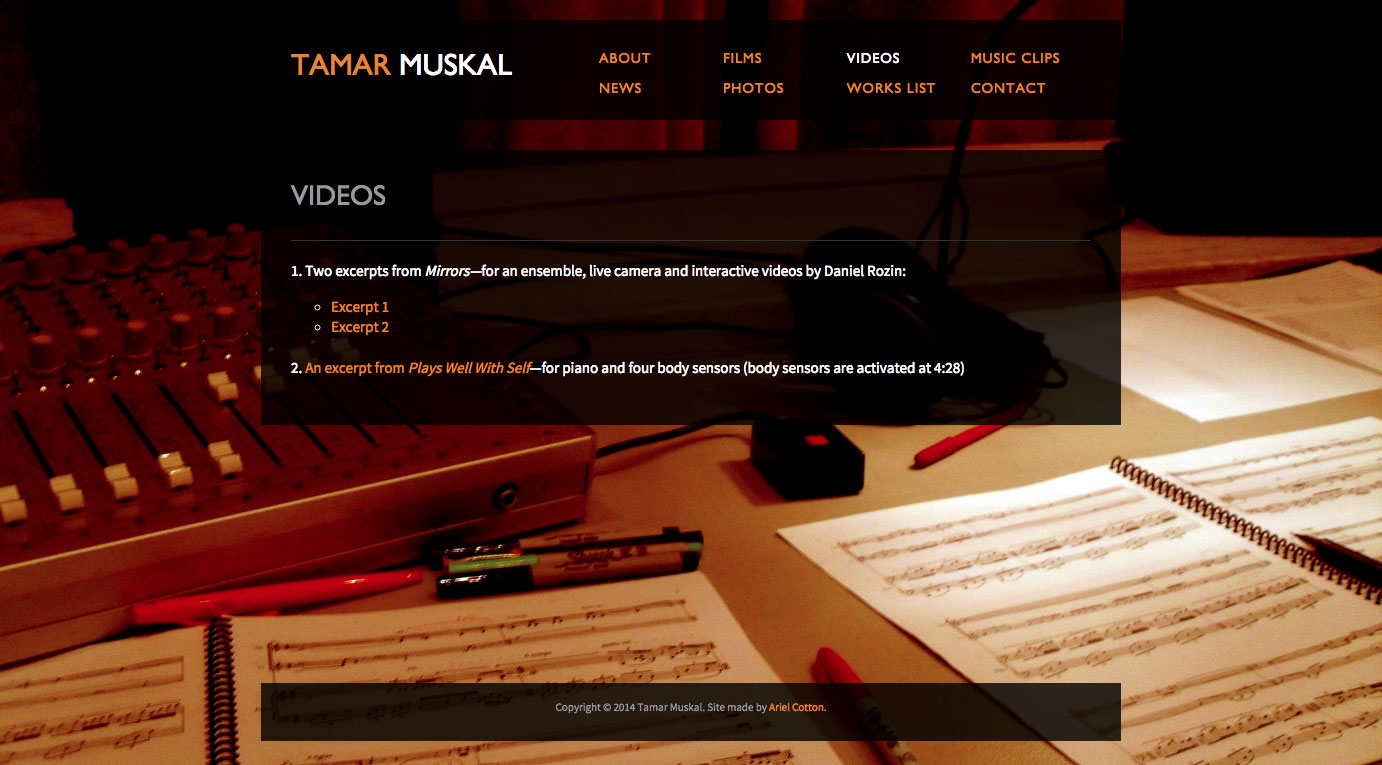 TAMAR MUSKAL
ABOUT FILMS VIDEOS MUSIC CLIPS
NEWS PHOTOS WORKS LIST CONTACT
VIDEOS
1. Two excerpts from Mirrors—for an ensemble, live camera and interactive videos by Daniel Rozin:
Excerpt 1
Excerpt 2
2. An excerpt from Plays Well With Self—for piano and four body sensors (body sensors are activated at 4:28)
Copyright © 2014 Tamar Muskal. Site made by Ariel Cotton.